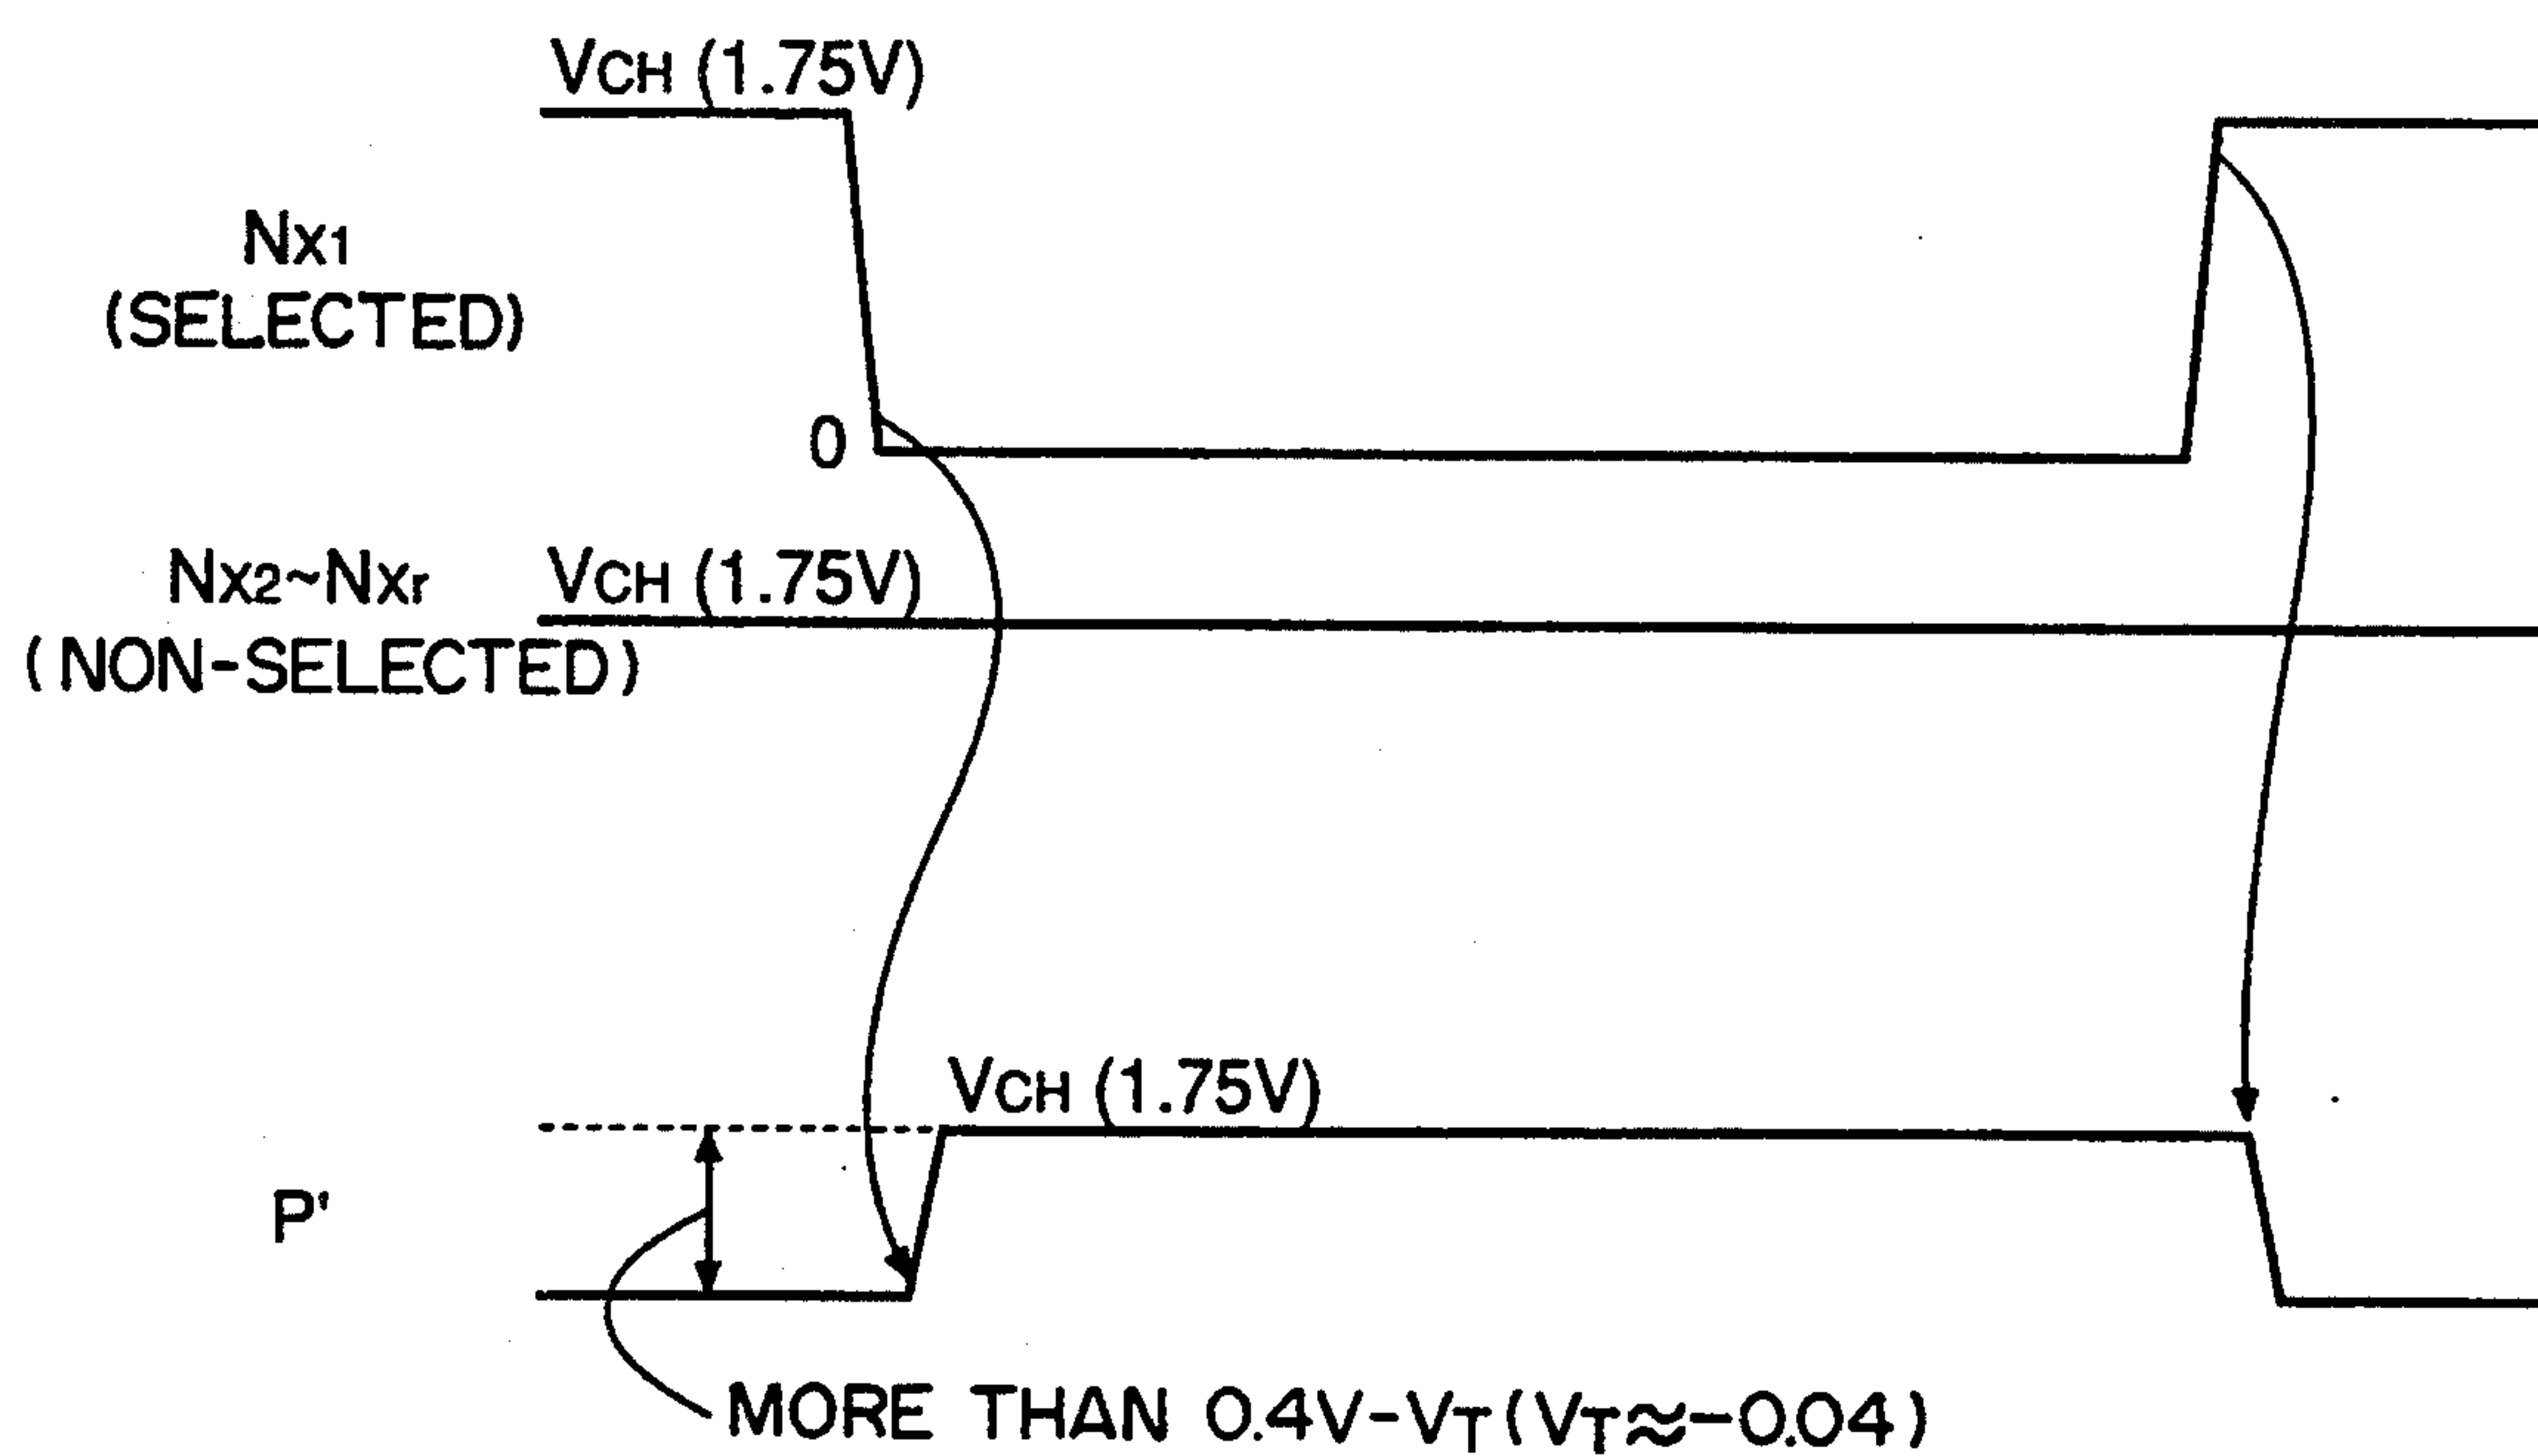 VCH (1.75V)
Nx1
(SELECTED)
0
Nx2~Nxr
VCH (1.75V)
(NON-SELECTED)
VCH (1.75V)
P'
MORE THAN 0.4V-VT(VT≈-0.04)